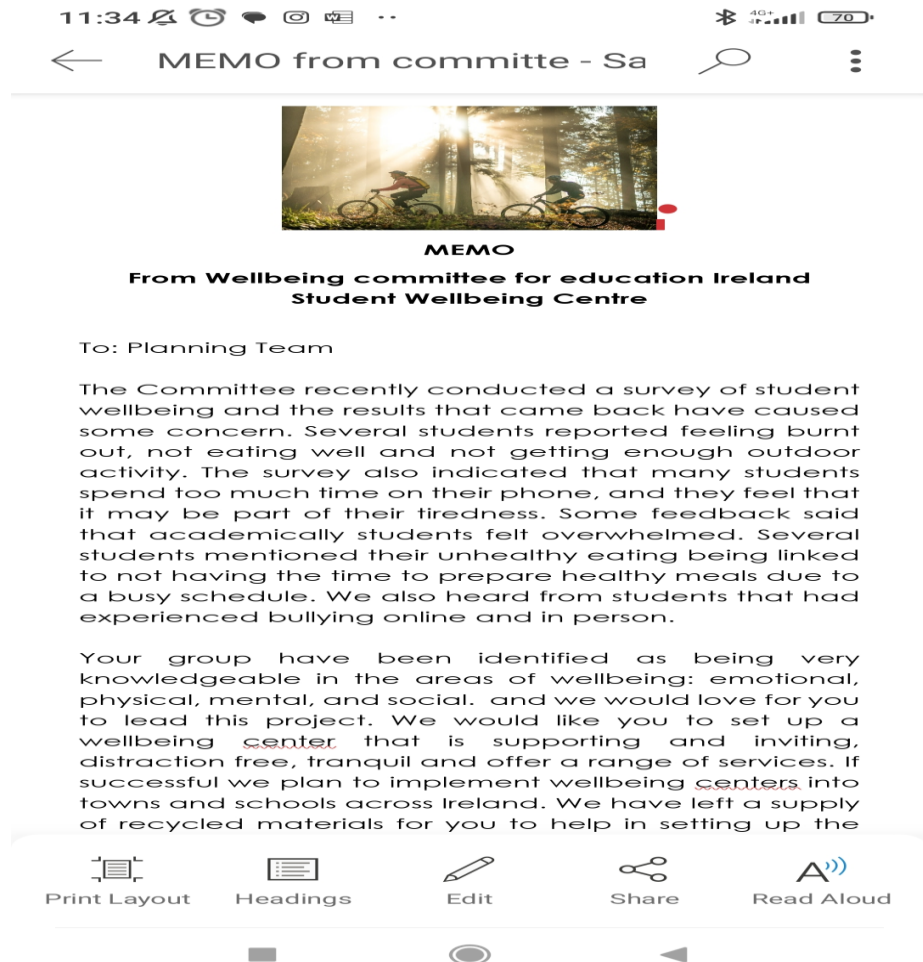 11:34
4G+ 70
MEMO from committe - Sa
MEMO
From Wellbeing committee for education Ireland
Student Wellbeing Centre
To: Planning Team
The Committee recently conducted a survey of student
wellbeing and the results that came back have caused
some concern. Several students reported feeling burnt
out, not eating well and not getting enough outdoor
activity. The survey also indicated that many students
spend too much time on their phone, and they feel that
it may be part of their tiredness. Some feedback said
that academically students felt overwhelmed. Several
students mentioned their unhealthy eating being linked
to not having the time to prepare healthy meals due to
a busy schedule. We also heard from students that had
experienced bullying online and in person.
Your group have been identified as being very
knowledgeable in the areas of wellbeing: emotional,
physical, mental, and social. and we would love for you
to lead this project. We would like you to set up a
wellbeing center that is supporting and inviting,
distraction free, tranquil and offer a range of services. If
successful we plan to implement wellbeing centers into
towns and schools across Ireland. We have left a supply
of recycled materials for you to help in setting up the
Print Layout Headings Edit Share Read Aloud